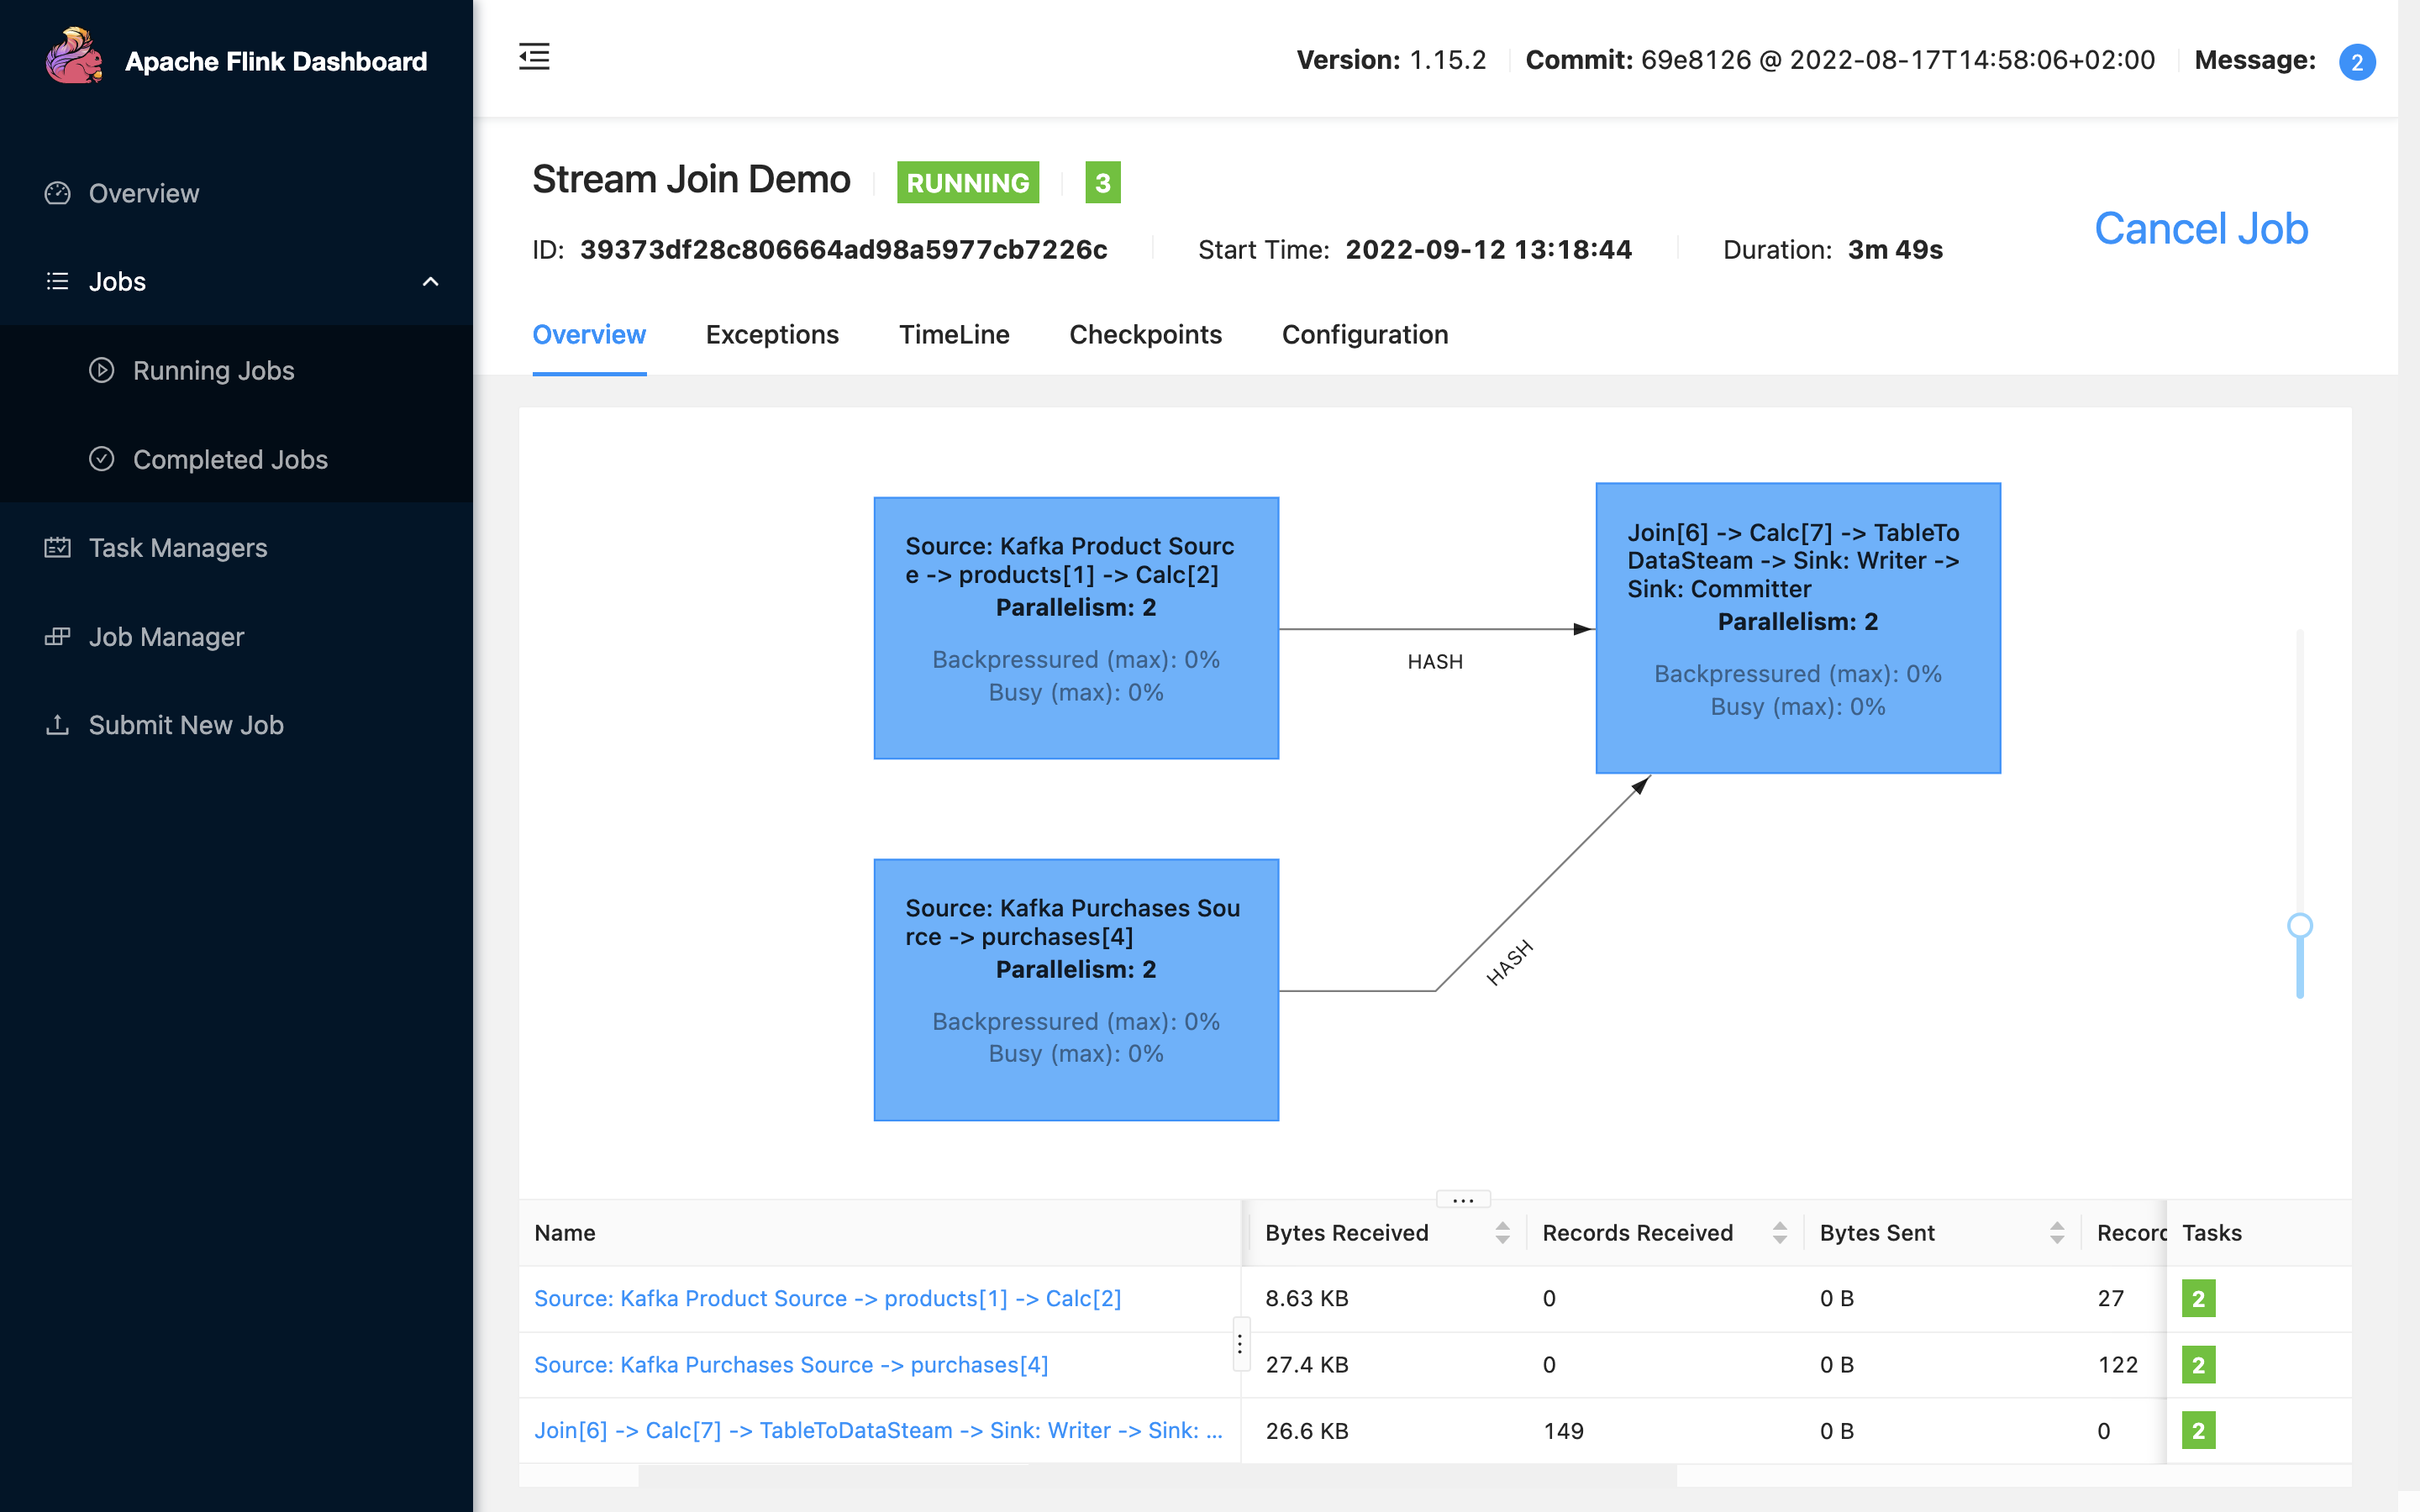 Apache Flink Dashboard
Version: 1.15.2 Commit: 69e8126 @ 2022-08-17T14:58:06+02:00 Message: 2
Overview
Jobs
Running Jobs
Completed Jobs
Task Managers
Job Manager
Submit New Job
Stream Join Demo RUNNING 3
ID: 39373df28c806664ad98a5977cb7226c Start Time: 2022-09-12 13:18:44 Duration: 3m 49s
Cancel Job
Overview Exceptions TimeLine Checkpoints Configuration
Source: Kafka Product Sourc
e -> products[1] -> Calc[2]
Parallelism: 2
Backpressured (max): 0%
Busy (max): 0%
HASH
Join[6] -> Calc[7] -> TableTo
DataSteam -> Sink: Writer ->
Sink: Committer
Parallelism: 2
Backpressured (max): 0%
Busy (max): 0%
Source: Kafka Purchases Sou
rce -> purchases[4]
Parallelism: 2
Backpressured (max): 0%
Busy (max): 0%
HASH
Name Bytes Received Records Received Bytes Sent Record Tasks
Source: Kafka Product Source -> products[1] -> Calc[2] 8.63 KB 0 0 B 27 2
Source: Kafka Purchases Source -> purchases[4] 27.4 KB 0 0 B 122 2
Join[6] -> Calc[7] -> TableToDataSteam -> Sink: Writer -> Sink: ... 26.6 KB 149 0 B 0 2